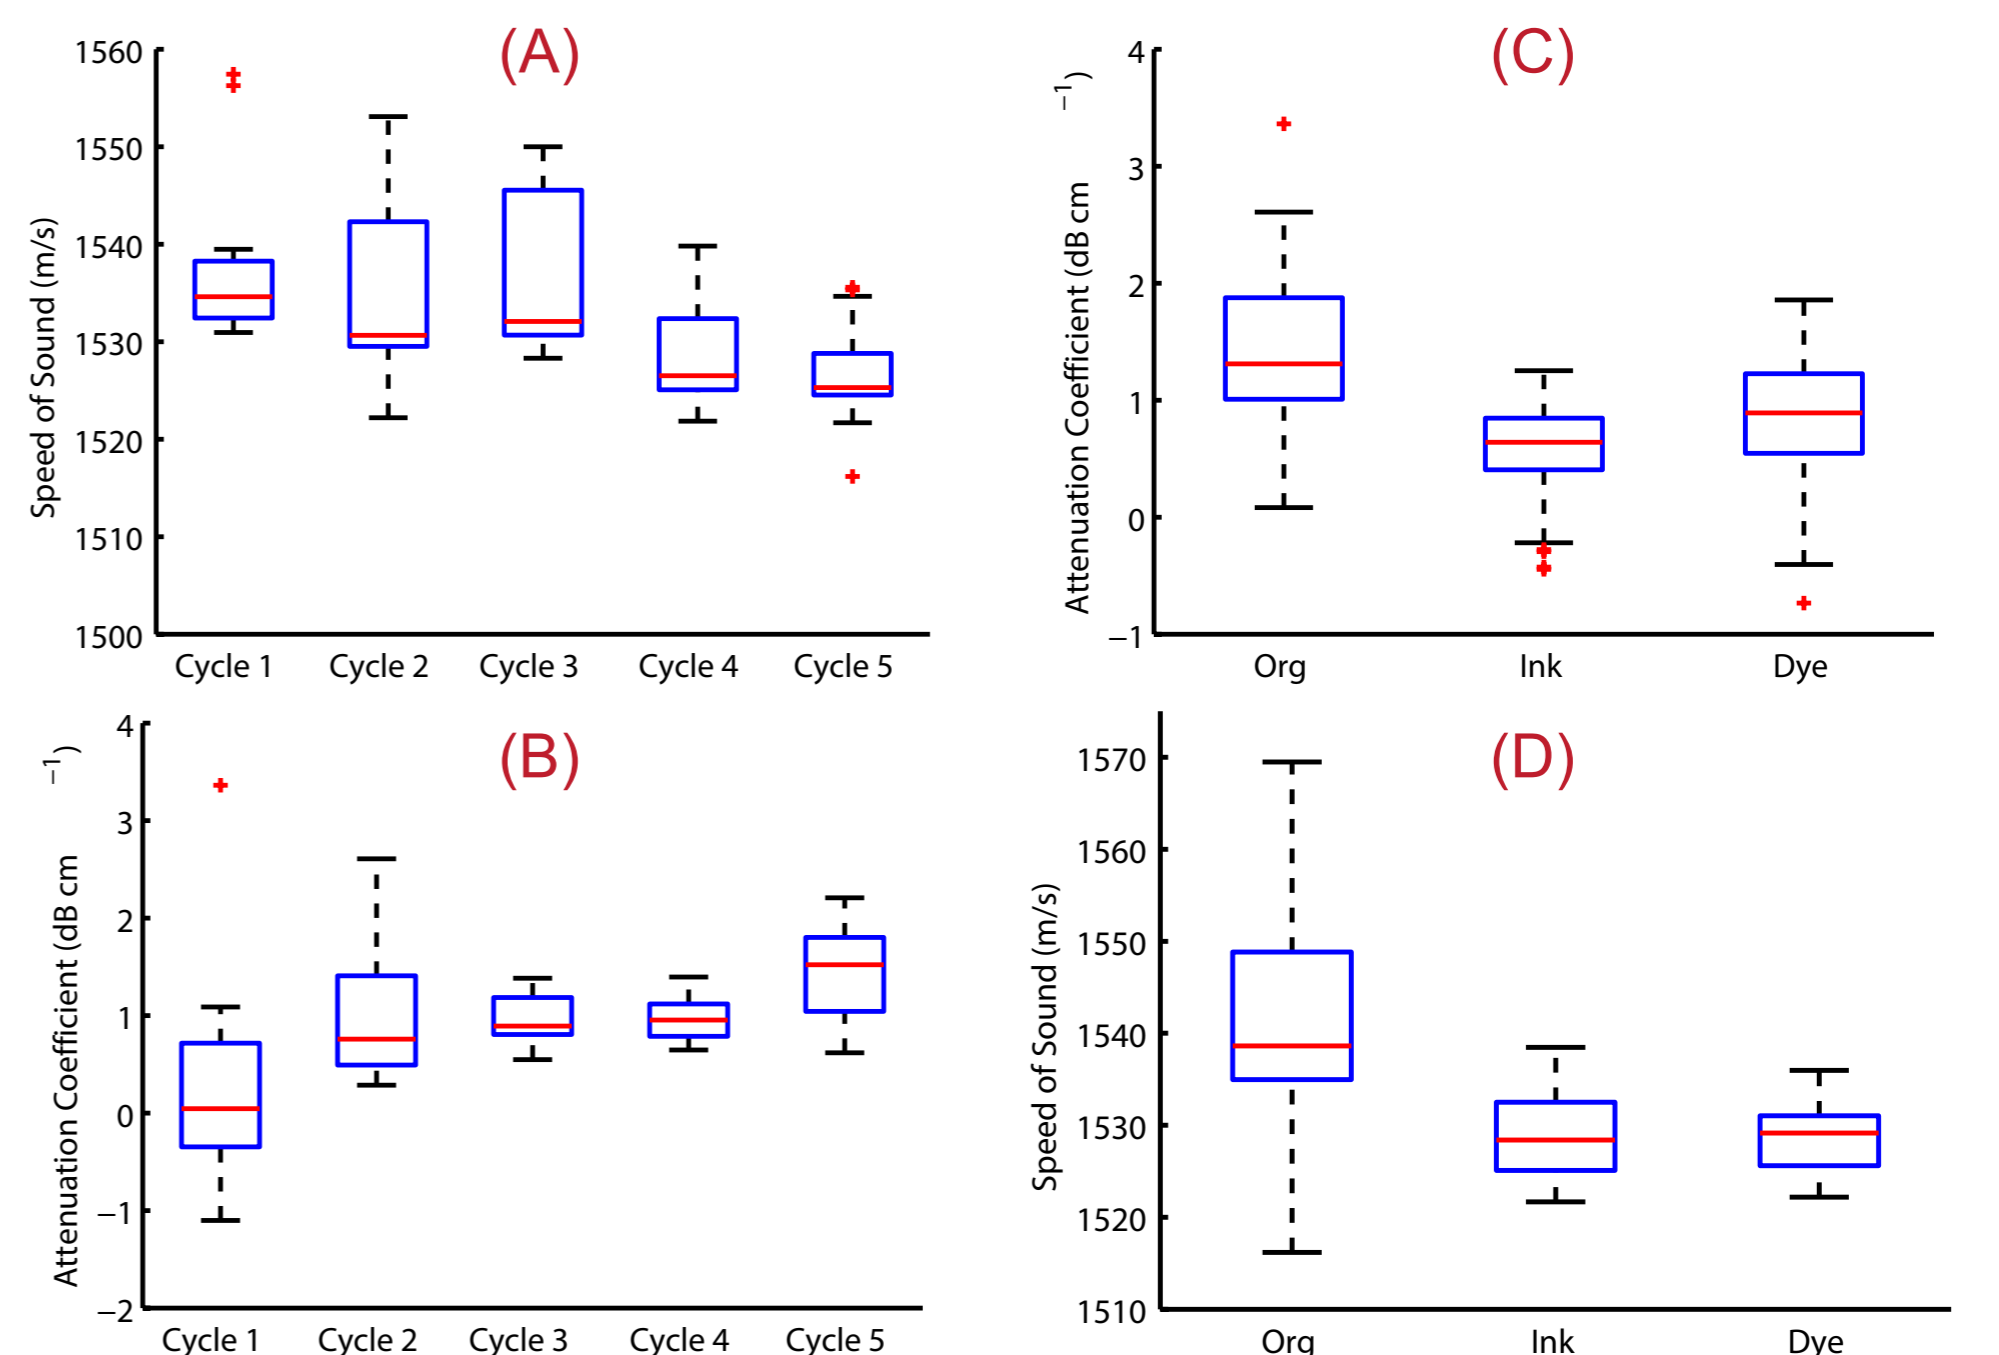 (A)
Speed of Sound (m/s)
1560
1550
1540
1530
1520
1510
1500
Cycle 1 Cycle 2 Cycle 3 Cycle 4 Cycle 5
(C)
Attenuation Coefficient (dB cm −1)
4
3
2
1
0
−1
Org Ink Dye
(B)
Attenuation Coefficient (dB cm −1)
4
3
2
1
0
−1
−2
Cycle 1 Cycle 2 Cycle 3 Cycle 4 Cycle 5
(D)
Speed of Sound (m/s)
1570
1560
1550
1540
1530
1520
1510
Org Ink Dye